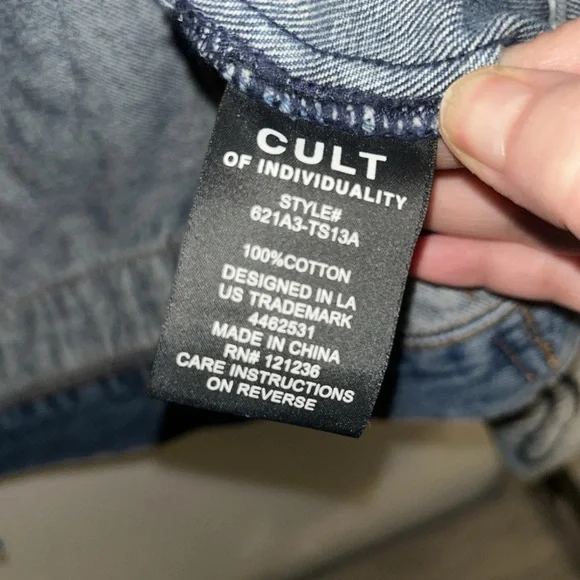 CULT
OF INDIVIDUALITY
STYLE#
621A3-TS13A
100%COTTON
DESIGNED IN LA
US TRADEMARK
4462531
MADE IN CHINA
RN# 121236
CARE INSTRUCTIONS
ON REVERSE